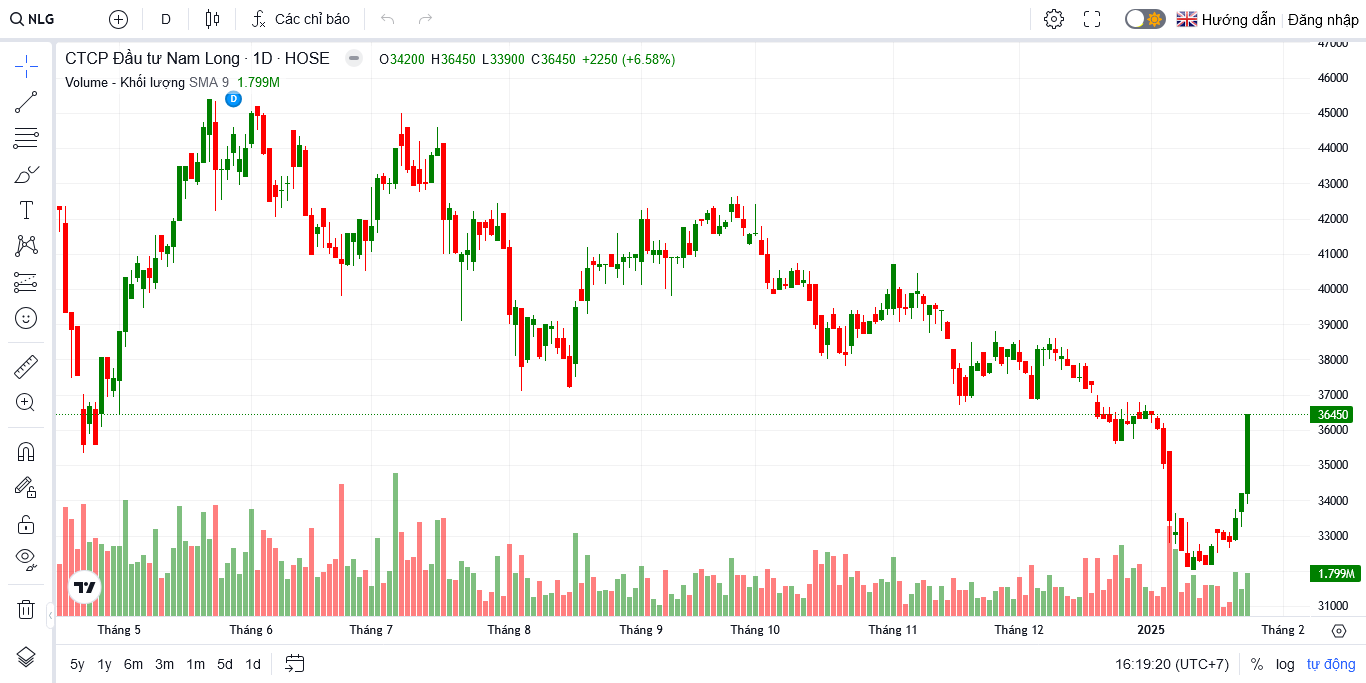 NLG D Các chỉ báo Hướng dẫn Đăng nhập
CTCP Đầu tư Nam Long · 1D · HOSE O34200 H36450 L33900 C36450 +2250 (+6.58%)
Volume - Khối lượng SMA 9 1.799M
D
47000
46000
45000
44000
43000
42000
41000
40000
39000
38000
37000
36450
36000
35000
34000
33000
1.799M
31000
Tháng 5 Tháng 6 Tháng 7 Tháng 8 Tháng 9 Tháng 10 Tháng 11 Tháng 12 2025 Tháng 2
5y 1y 6m 3m 1m 5d 1d 16:19:20 (UTC+7) % log tự động